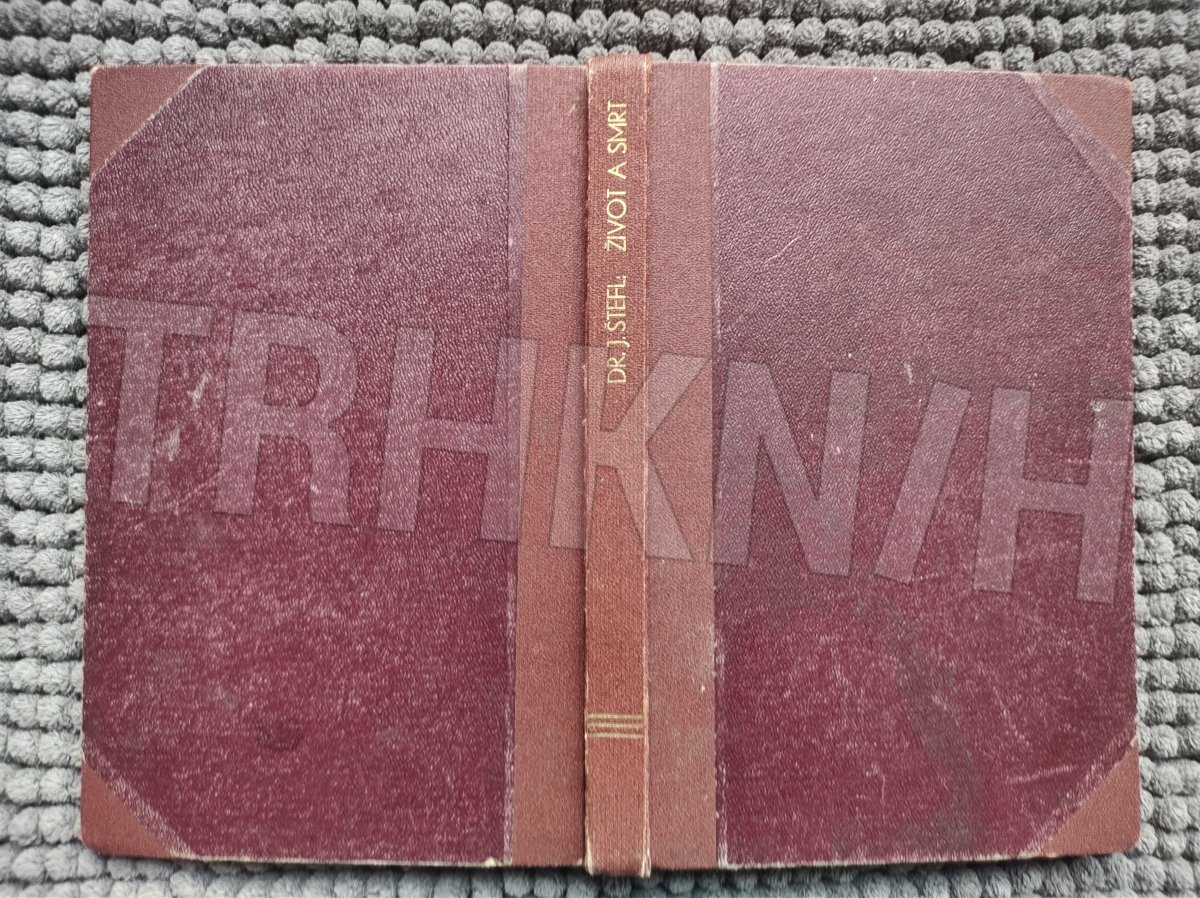 DR. J. ŠTEFL: ŽIVOT A SMRT
TRHKNIH